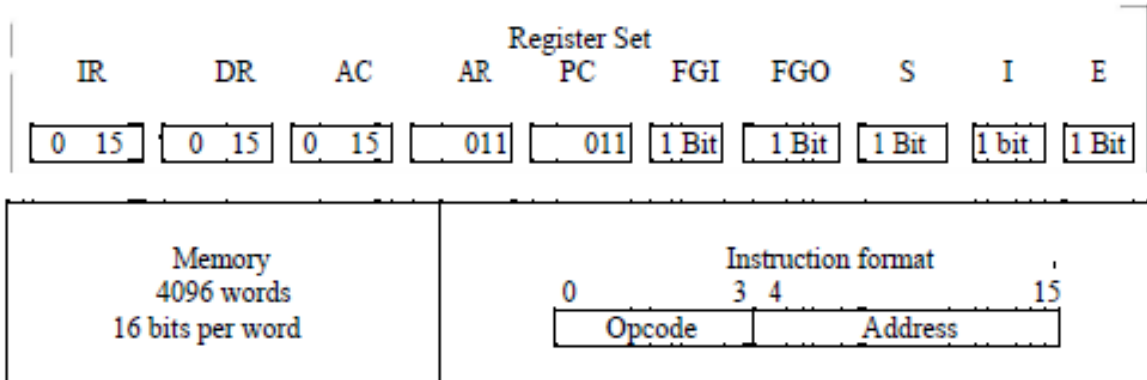 Register Set
IR DR AC AR PC FGI FGO S I E
0 15 0 15 0 15 011 011 1 Bit 1 Bit 1 Bit 1 bit 1 Bit
Memory
4096 words
16 bits per word
Instruction format
0 3 4 15
Opcode Address